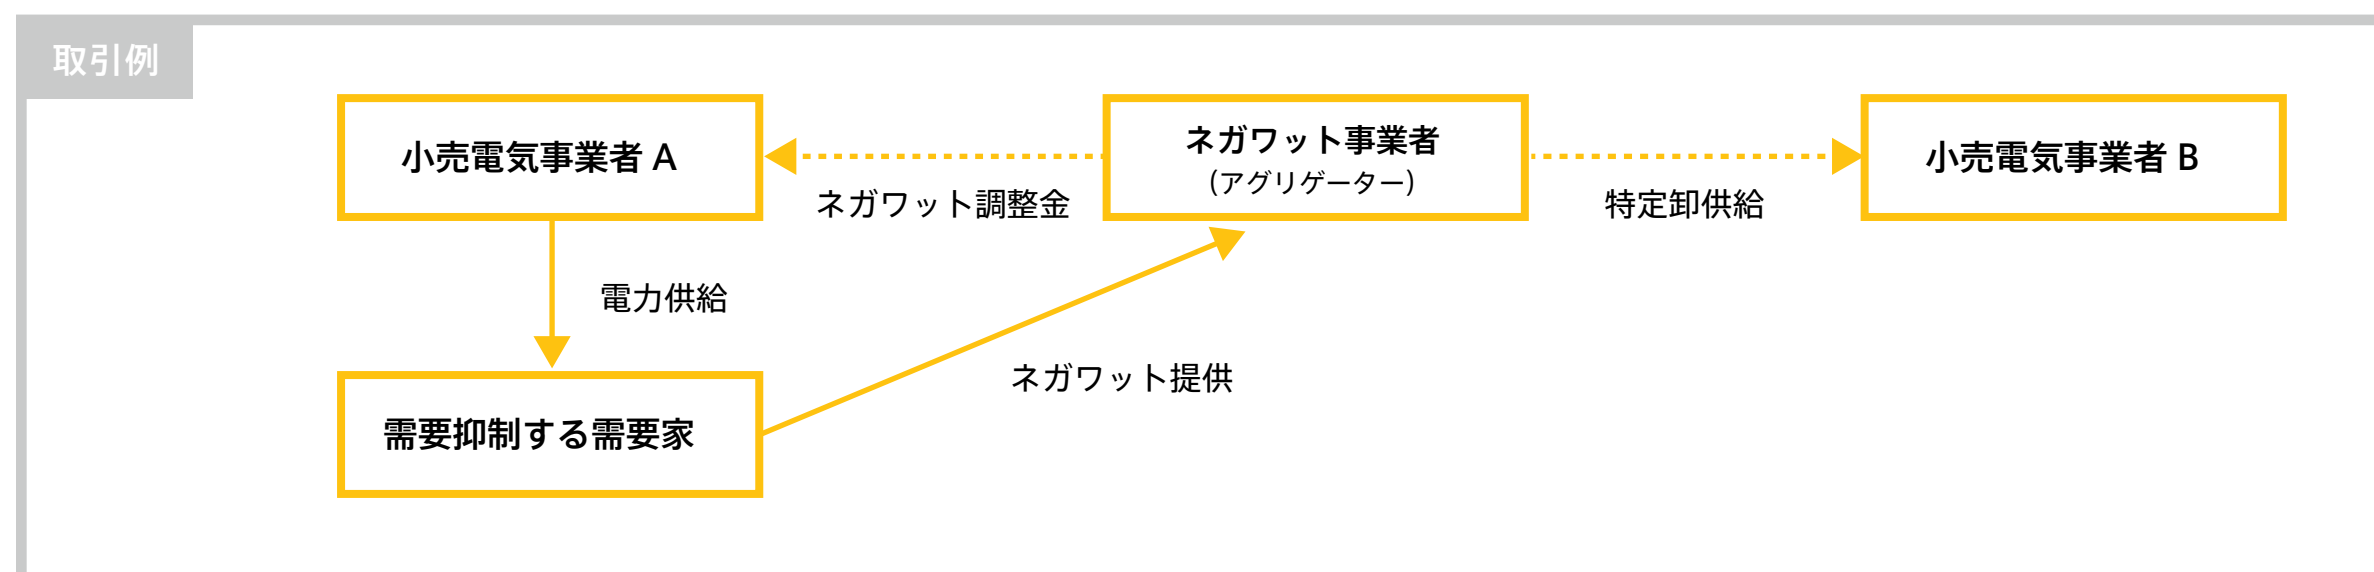 取引例
小売電気事業者 A
ネガワット事業者
(アグリゲーター)
小売電気事業者 B
ネガワット調整金
特定卸供給
電力供給
ネガワット提供
需要抑制する需要家